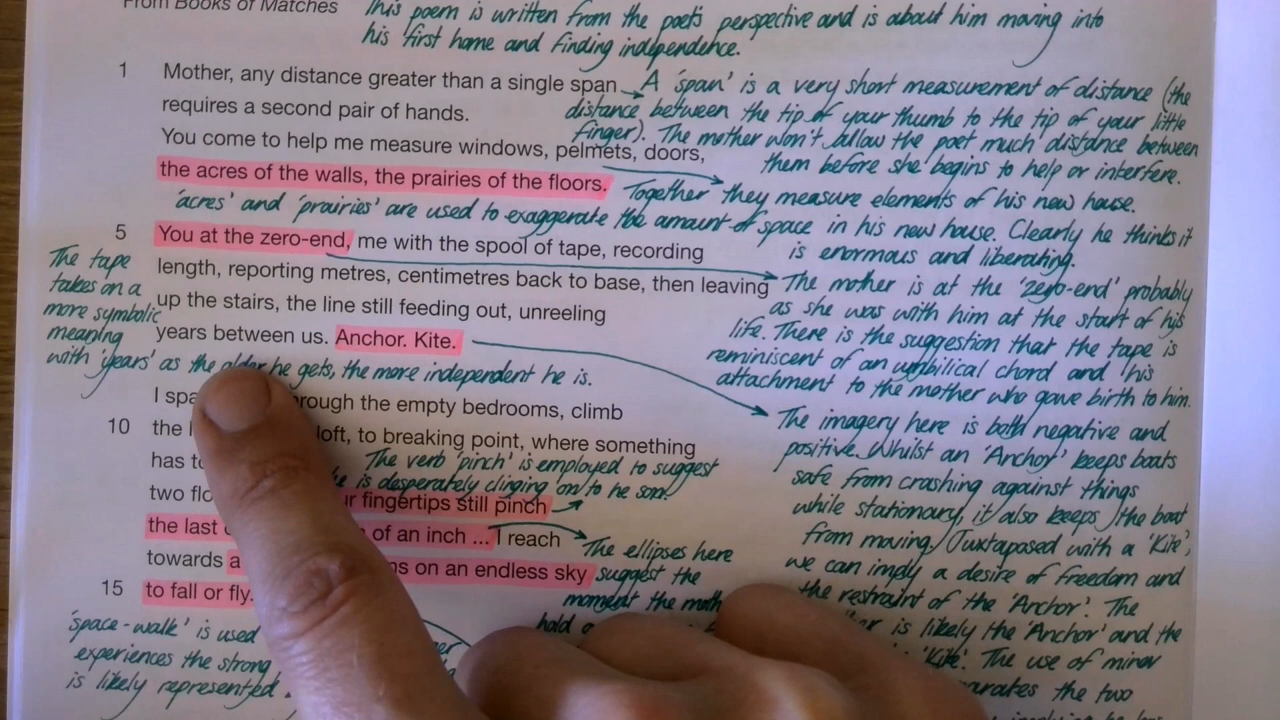 From Books of Matches
This poem is written from the poet's perspective and is about him moving into
his first home and finding independence.
1 Mother, any distance greater than a single span
requires a second pair of hands.
You come to help me measure windows, pelmets, doors,
the acres of the walls, the prairies of the floors.
A 'span' is a very short measurement of distance (the
distance between the tip of your thumb to the tip of your little
finger). The mother won't allow the poet much distance between
them before she begins to help or interfere.
Together they measure elements of his new house.
'acres' and 'prairies' are used to exaggerate the amount of space in his new house. Clearly he thinks it
is enormous and liberating.
5 You at the zero-end, me with the spool of tape, recording
length, reporting metres, centimetres back to base, then leaving
up the stairs, the line still feeding out, unreeling
years between us. Anchor. Kite.
The tape
takes on a
more symbolic
meaning
with 'years' as the older he gets, the more independent he is.
The mother is at the 'zero-end' probably
as she was with him at the start of his
life. There is the suggestion that the tape is
reminiscent of an umbilical chord and his
attachment to the mother who gave birth to him.
I through the empty bedrooms, climb
10 the loft, to breaking point, where something
has
two fingertips still pinch
the last of an inch ... I reach
towards a on an endless sky
15 to fall or fly.
The verb 'pinch' is employed to suggest
is desperately clinging on to he son.
The ellipses here
suggest the
moment the
hold
The imagery here is both negative and
positive. Whilst an 'Anchor' keeps boats
safe from crashing against things
while stationary, it also keeps the boat
from moving. Juxtaposed with a 'Kite',
we can imply a desire of freedom and
the restraint of the 'Anchor'. The
is likely the 'Anchor' and the
'Kite'. The use of minor
the two
'space-walk' is used
experiences the strong
is likely represented